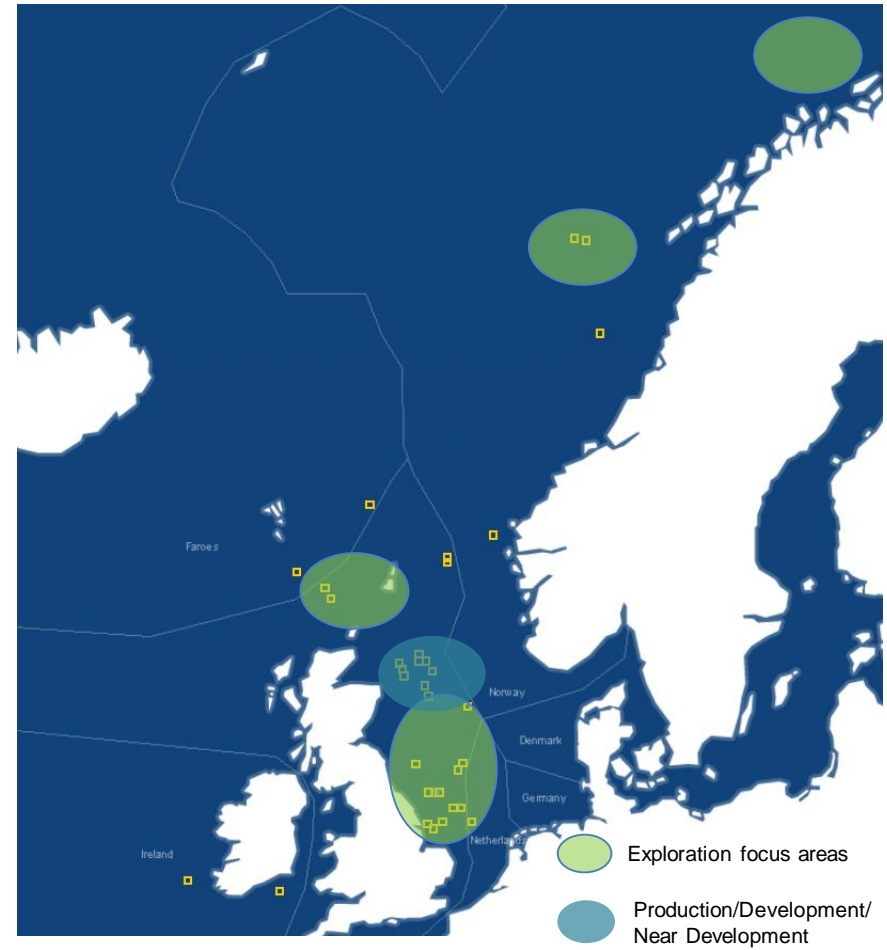 Faroes
Norway
Denmark
Germany
Netherlands
Ireland
Exploration focus areas
Production/Development/
Near Development